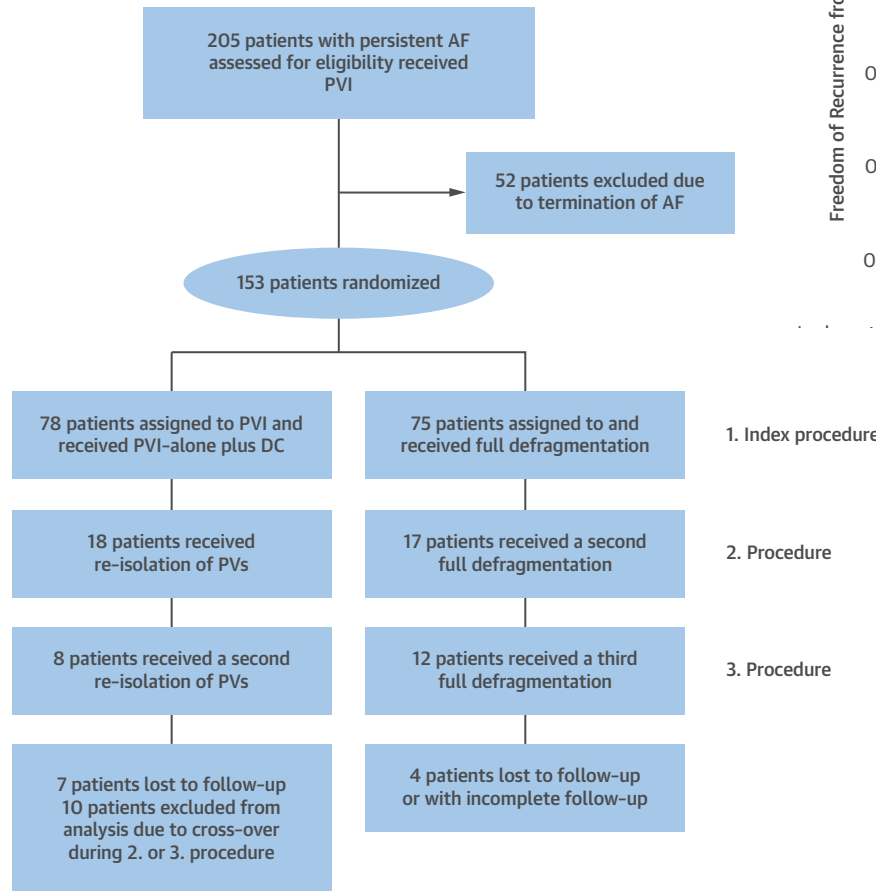 205 patients with persistent AF
assessed for eligibility received
PVI
52 patients excluded due
to termination of AF
153 patients randomized
78 patients assigned to PVI and
received PVI-alone plus DC
75 patients assigned to and
received full defragmentation
1. Index procedure
18 patients received
re-isolation of PVs
17 patients received a second
full defragmentation
2. Procedure
8 patients received a second
re-isolation of PVs
12 patients received a third
full defragmentation
3. Procedure
7 patients lost to follow-up
10 patients excluded from
analysis due to cross-over
during 2. or 3. procedure
4 patients lost to follow-up
or with incomplete follow-up
Freedom of Recurrence fro
0
0
0